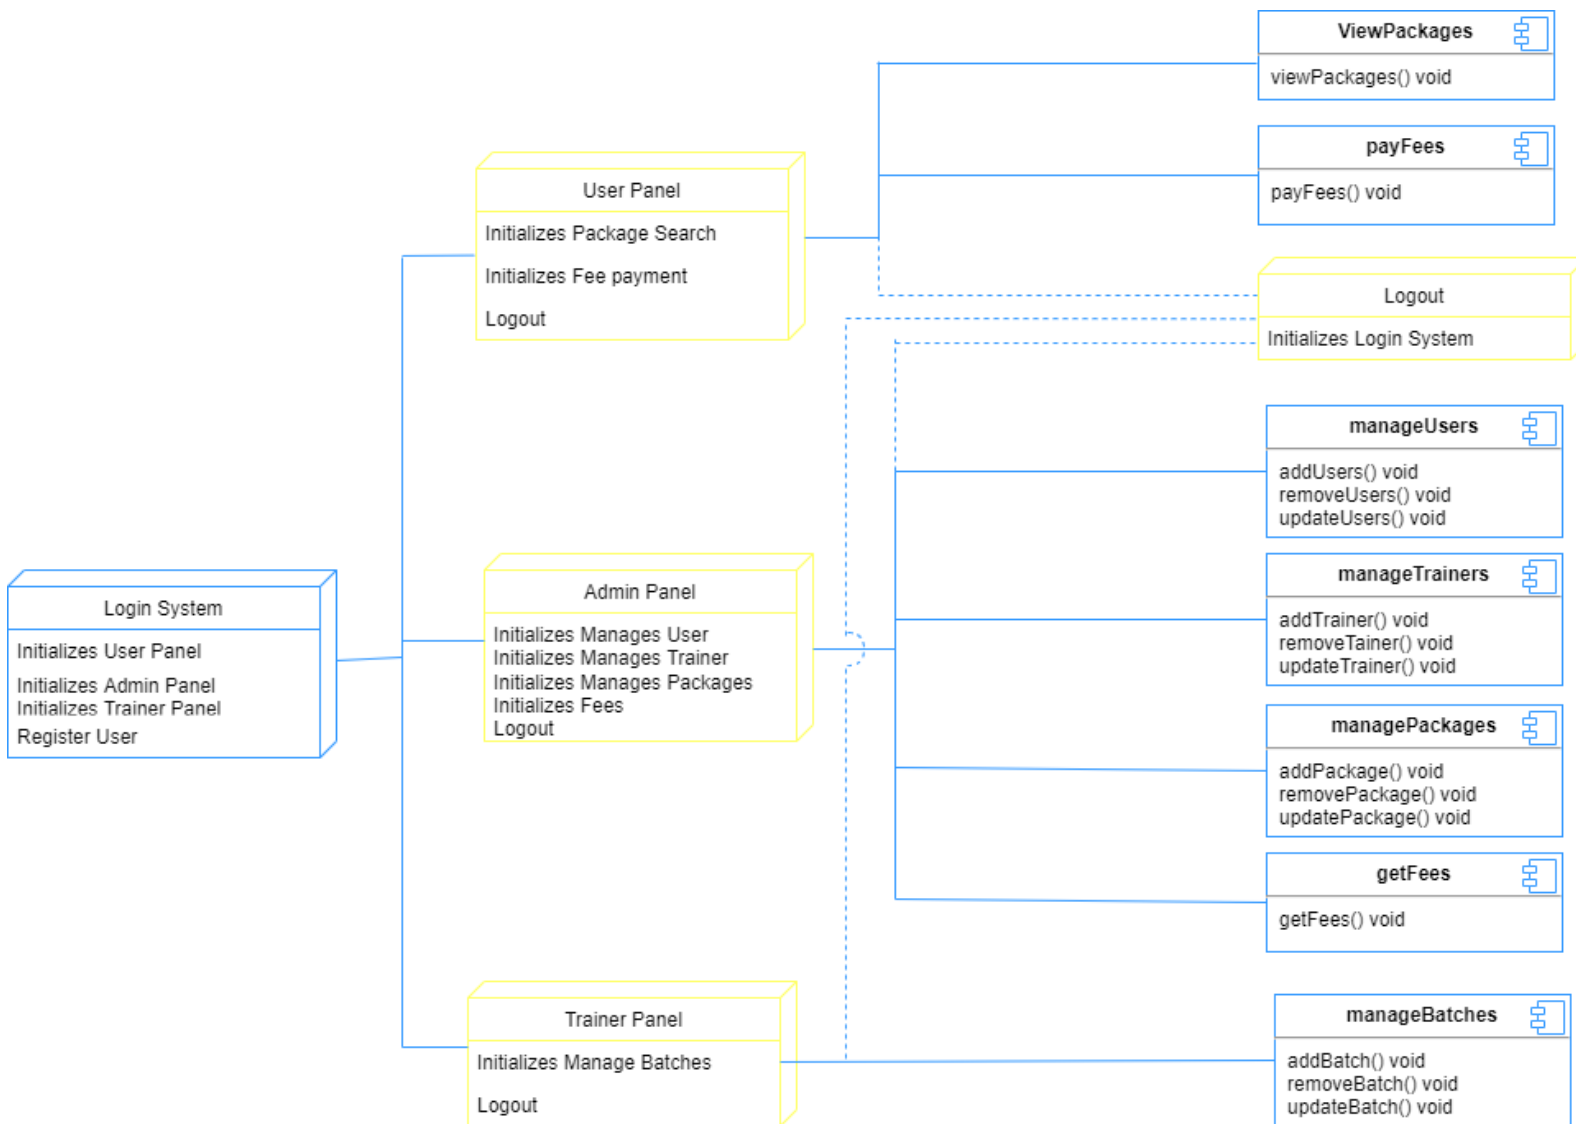 ViewPackages
viewPackages() void
payFees
payFees() void
User Panel
Initializes Package Search
Initializes Fee payment
Logout
Logout
Initializes Login System
manageUsers
addUsers() void
removeUsers() void
updateUsers() void
Login System
Initializes User Panel
Initializes Admin Panel
Initializes Trainer Panel
Register User
Admin Panel
Initializes Manages User
Initializes Manages Trainer
Initializes Manages Packages
Initializes Fees
Logout
manageTrainers
addTrainer() void
removeTainer() void
updateTrainer() void
managePackages
addPackage() void
removePackage() void
updatePackage() void
getFees
getFees() void
Trainer Panel
Initializes Manage Batches
Logout
manageBatches
addBatch() void
removeBatch() void
updateBatch() void